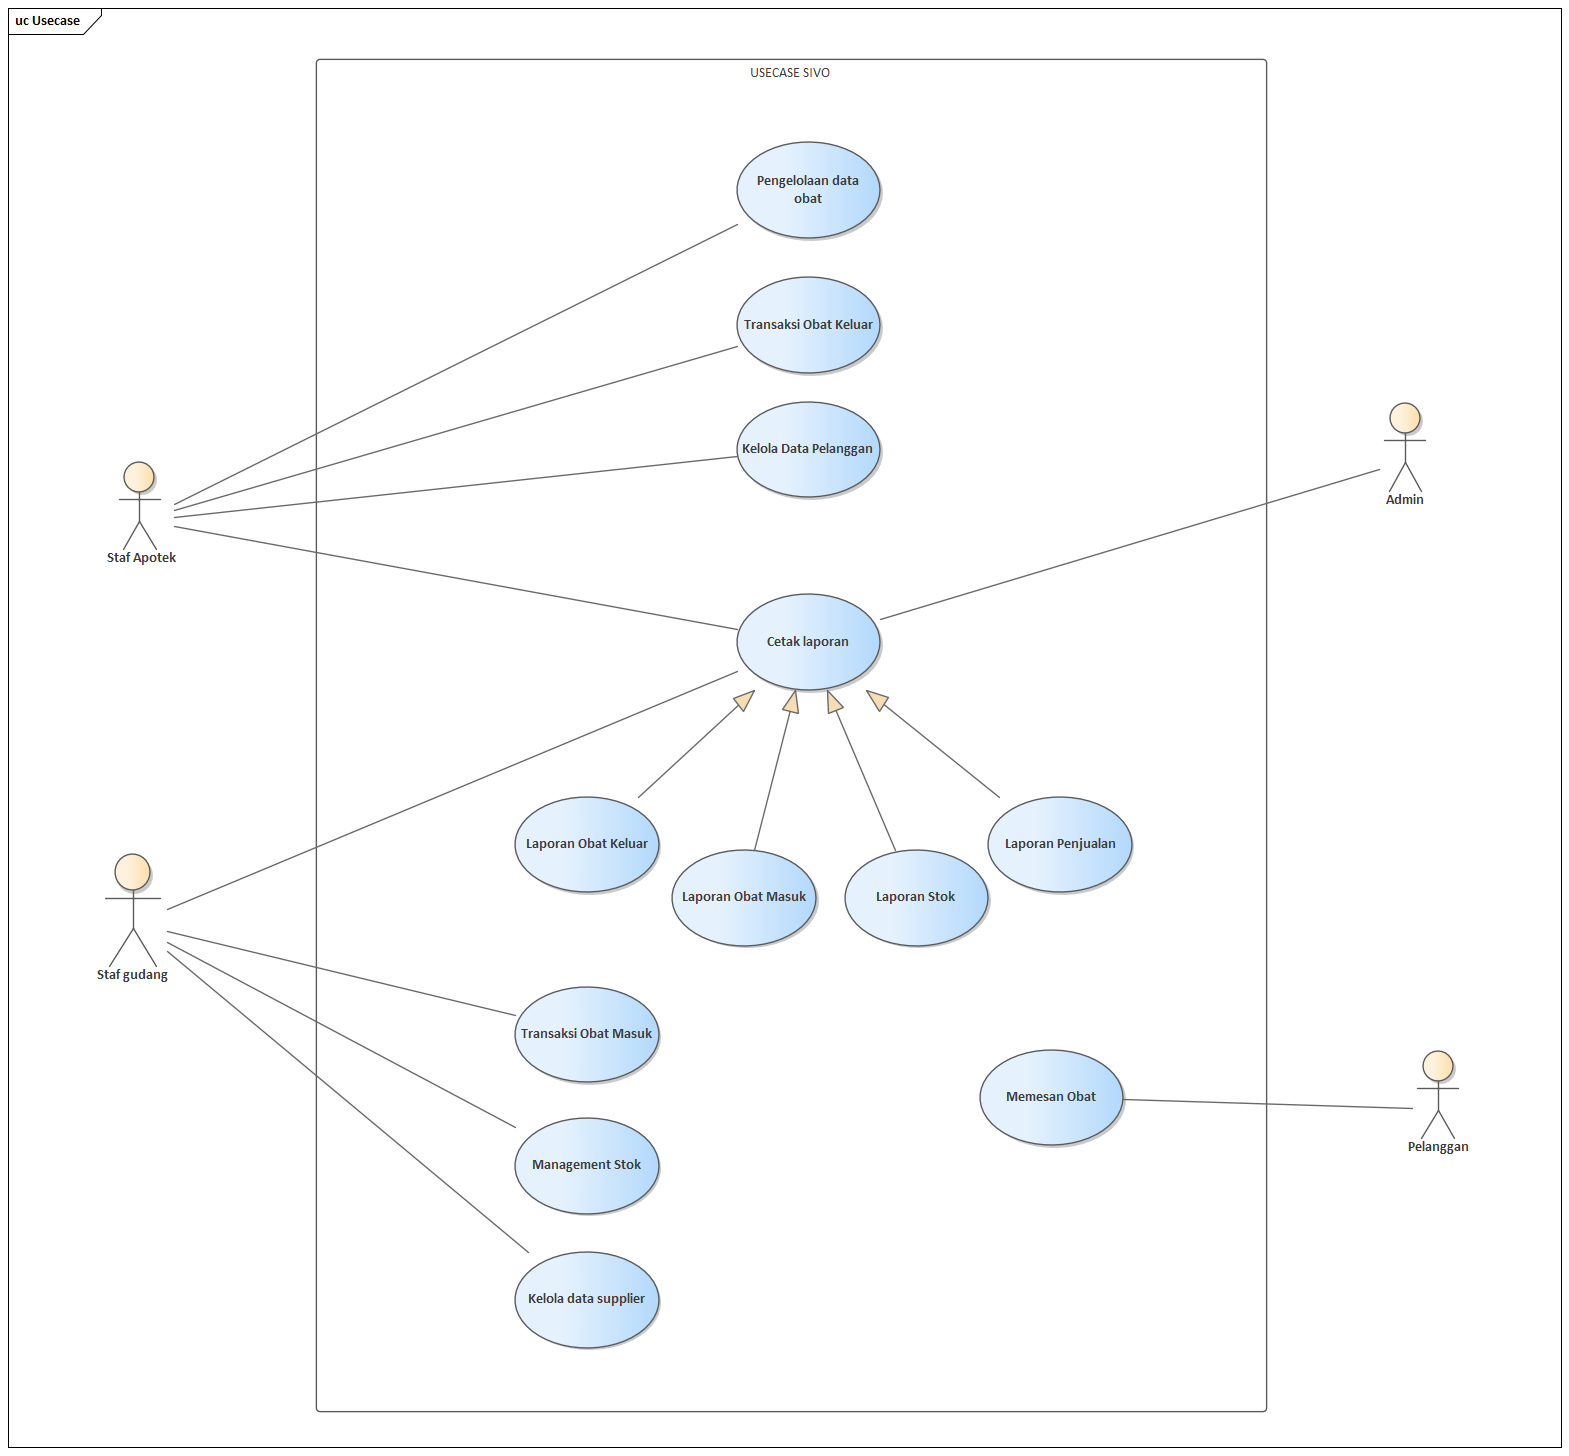 uc Usecase
USECASE SIVO
Pengelolaan data
obat
Transaksi Obat Keluar
Kelola Data Pelanggan
Staf Apotek
Admin
Cetak laporan
Laporan Obat Keluar
Laporan Obat Masuk
Laporan Stok
Laporan Penjualan
Staf gudang
Transaksi Obat Masuk
Memesan Obat
Pelanggan
Management Stok
Kelola data supplier